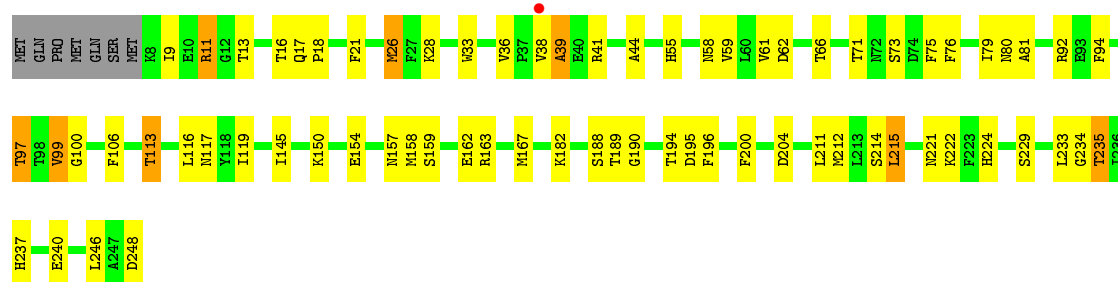 MET GLN PRO MET GLN SER MET K8 I9 E10 R11 G12 T13 T16 Q17 P18 F21 M26 F27 K28 W33 V36 P37 V38 A39 E40 R41 A44 H55 N58 V59 L60 V61 D62 T66 T71 N72 S73 D74 F75 F76 I79 N80 A81 R92 E93 F94
T97 T98 V99 G100 F106 T113 L116 N117 Y118 I119 I145 K150 E154 N157 M158 S159 E162 R163 M167 K182 S188 T189 G190 T194 D195 F196 F200 D204 L211 M212 L213 S214 L215 N221 K222 F223 H224 S229 L233 G234 T235 I236
H237 E240 L246 A247 D248